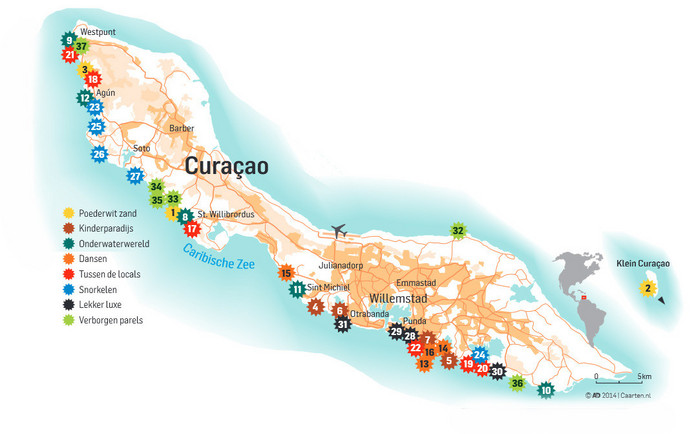 Westpunt
9
37
21
3
18
Agún
12
23
25
Barber
Soto
26
Curaçao
27
34
35
33
1
8
St. Willibrordus
17
Poederwit zand
Kinderparadijs
Onderwaterwereld
Dansen
Tussen de locals
Snorkelen
Lekker luxe
Verborgen parels
Caribische Zee
32
Klein Curaçao
2
15
Julianadorp
11
Sint Michiel
Emmastad
Willemstad
4
6
Otrabanda
31
Punda
29
28
7
22
16
14
13
5
24
19
20
30
36
10
0 5km
© AD 2014 | Caarten.nl